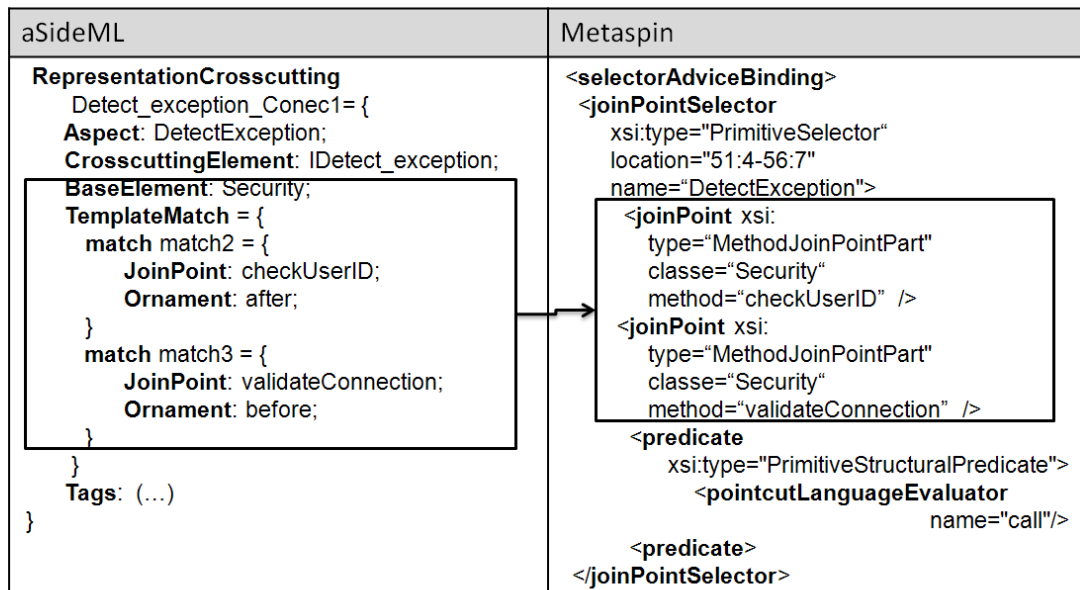 aSideML
RepresentationCrosscutting
Detect_exception_Conec1= {
Aspect: DetectException;
CrosscuttingElement: IDetect_exception;
BaseElement: Security;
TemplateMatch = {
match match2 = {
JoinPoint: checkUserID;
Ornament: after;
}
match match3 = {
JoinPoint: validateConnection;
Ornament: before;
}
}
Tags: (...)
}
Metaspin
<selectorAdviceBinding>
<joinPointSelector
xsi:type="PrimitiveSelector“
location="51:4-56:7"
name=“DetectException">
<joinPoint xsi:
type=“MethodJoinPointPart"
classe=“Security“
method=“checkUserID” />
<joinPoint xsi:
type=“MethodJoinPointPart"
classe=“Security“
method=“validateConnection” />
<predicate
xsi:type="PrimitiveStructuralPredicate">
<pointcutLanguageEvaluator
name="call"/>
<predicate>
</joinPointSelector>